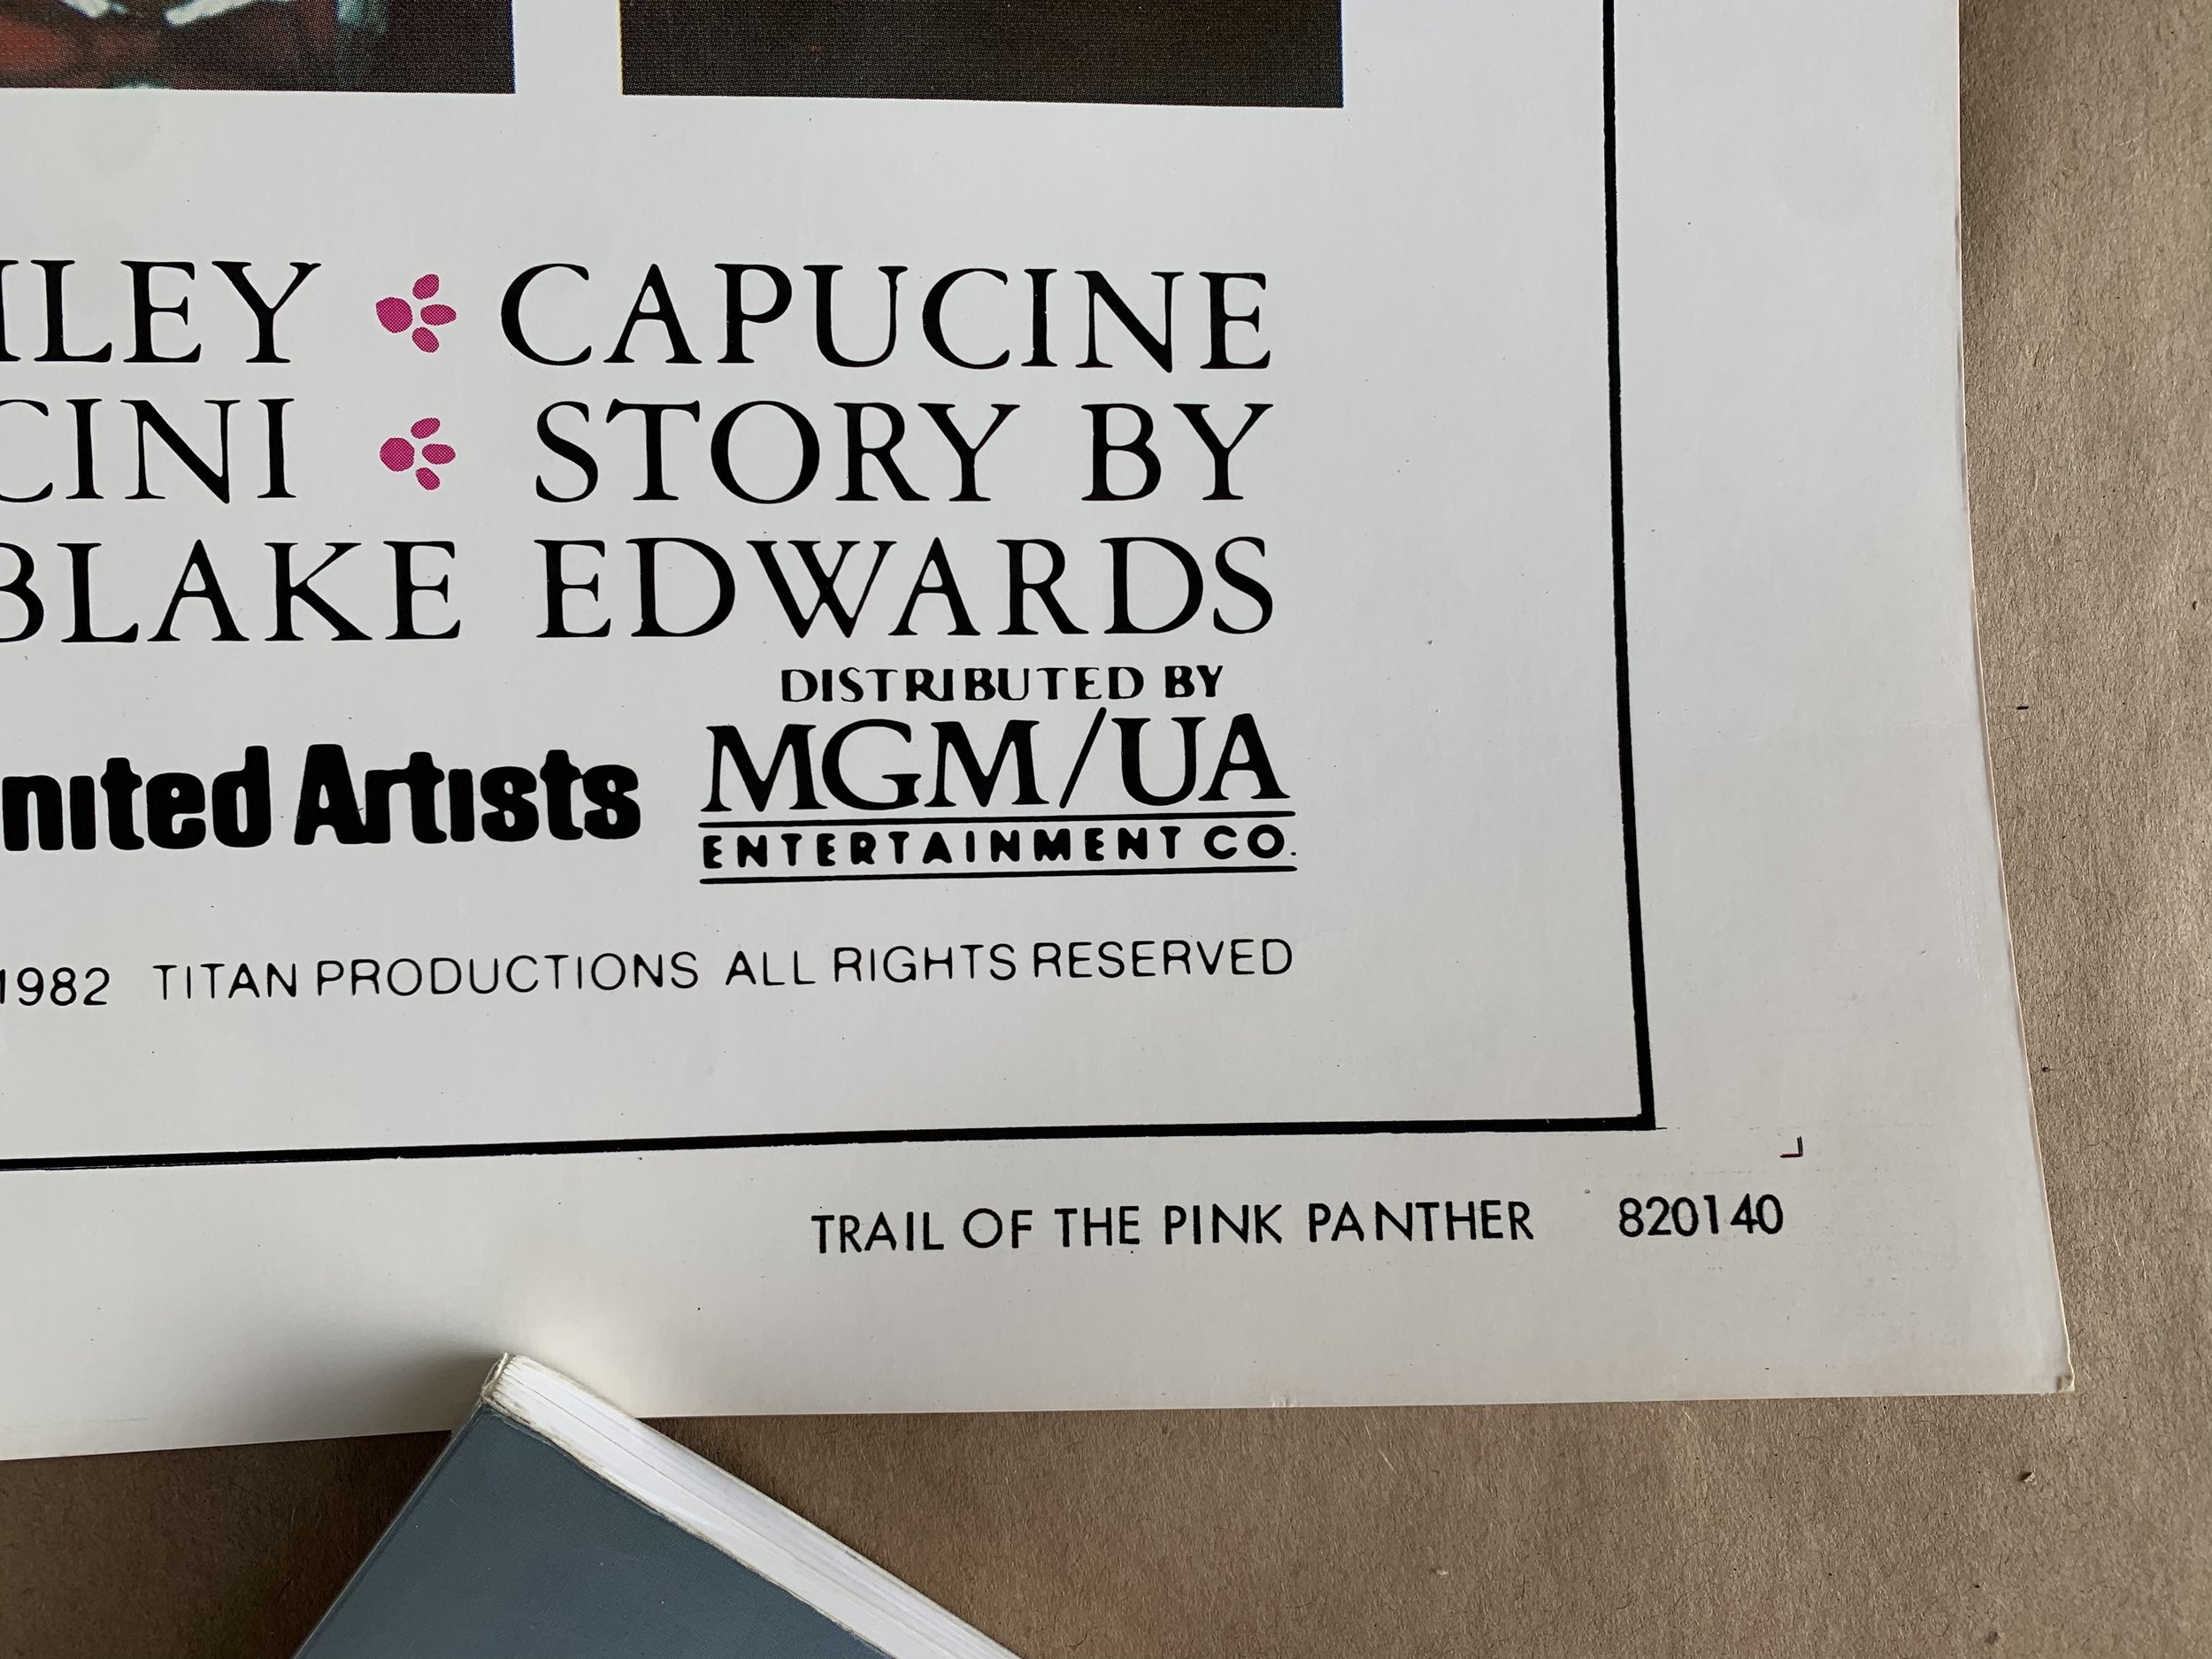 ILEY CAPUCINE
CINI STORY BY
BLAKE EDWARDS
DISTRIBUTED BY
nited Artists MGM/UA
ENTERTAINMENT CO.
1982 TITAN PRODUCTIONS ALL RIGHTS RESERVED
TRAIL OF THE PINK PANTHER 820140